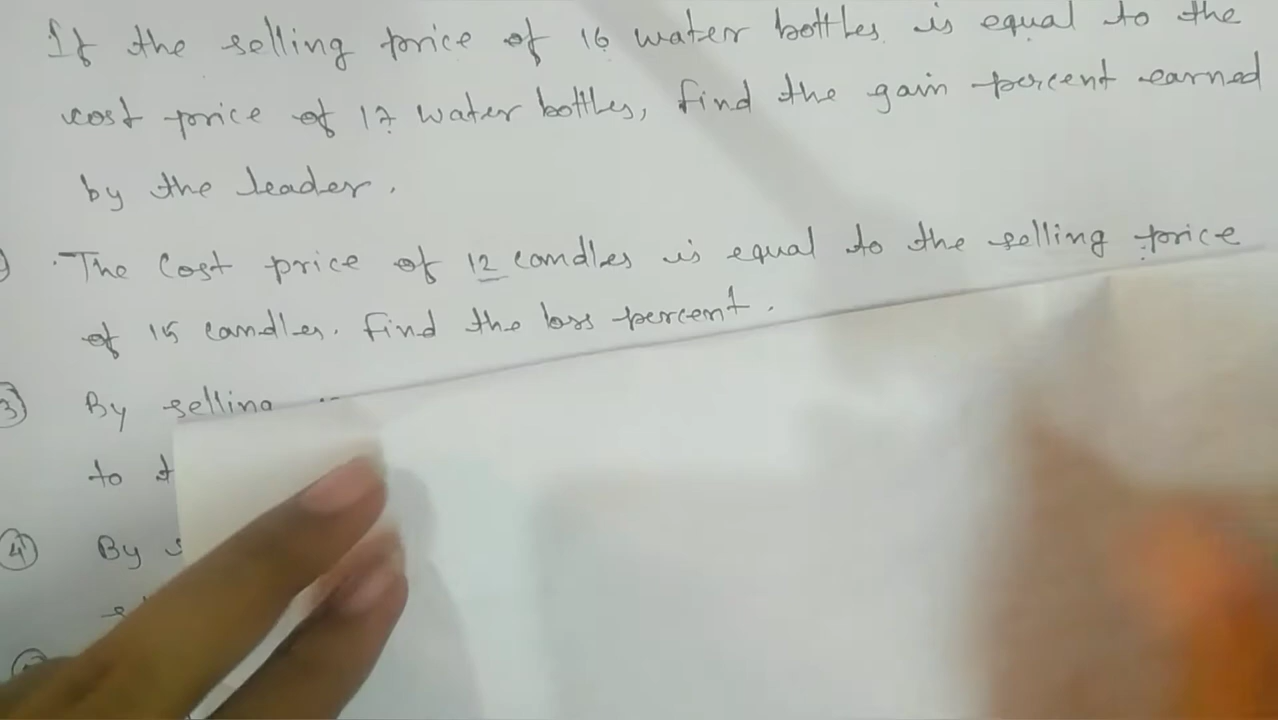 If the selling price of 16 water bottles is equal to the
cost price of 17 water bottles, find the gain percent earned
by the leader.
The Cost price of 12 candles is equal to the selling price
of 15 candles. Find the loss percent.
3) By selling
to
4) By